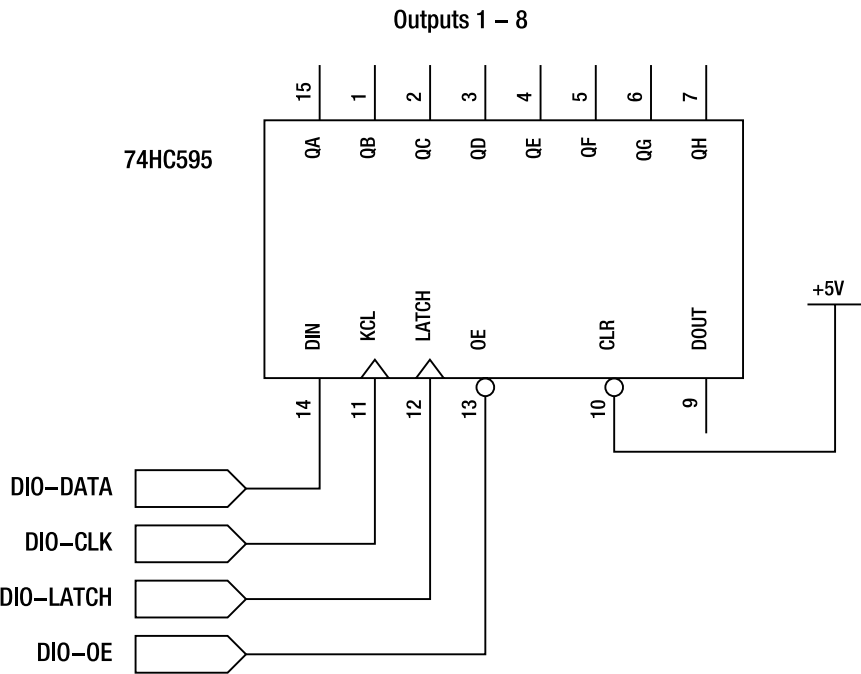 Outputs 1 – 8
15 1 2 3 4 5 6 7
QA QB QC QD QE QF QG QH
74HC595
+5V
DIN KCL LATCH OE CLR DOUT
14 11 12 13 10 9
DIO–DATA
DIO–CLK
DIO–LATCH
DIO–OE